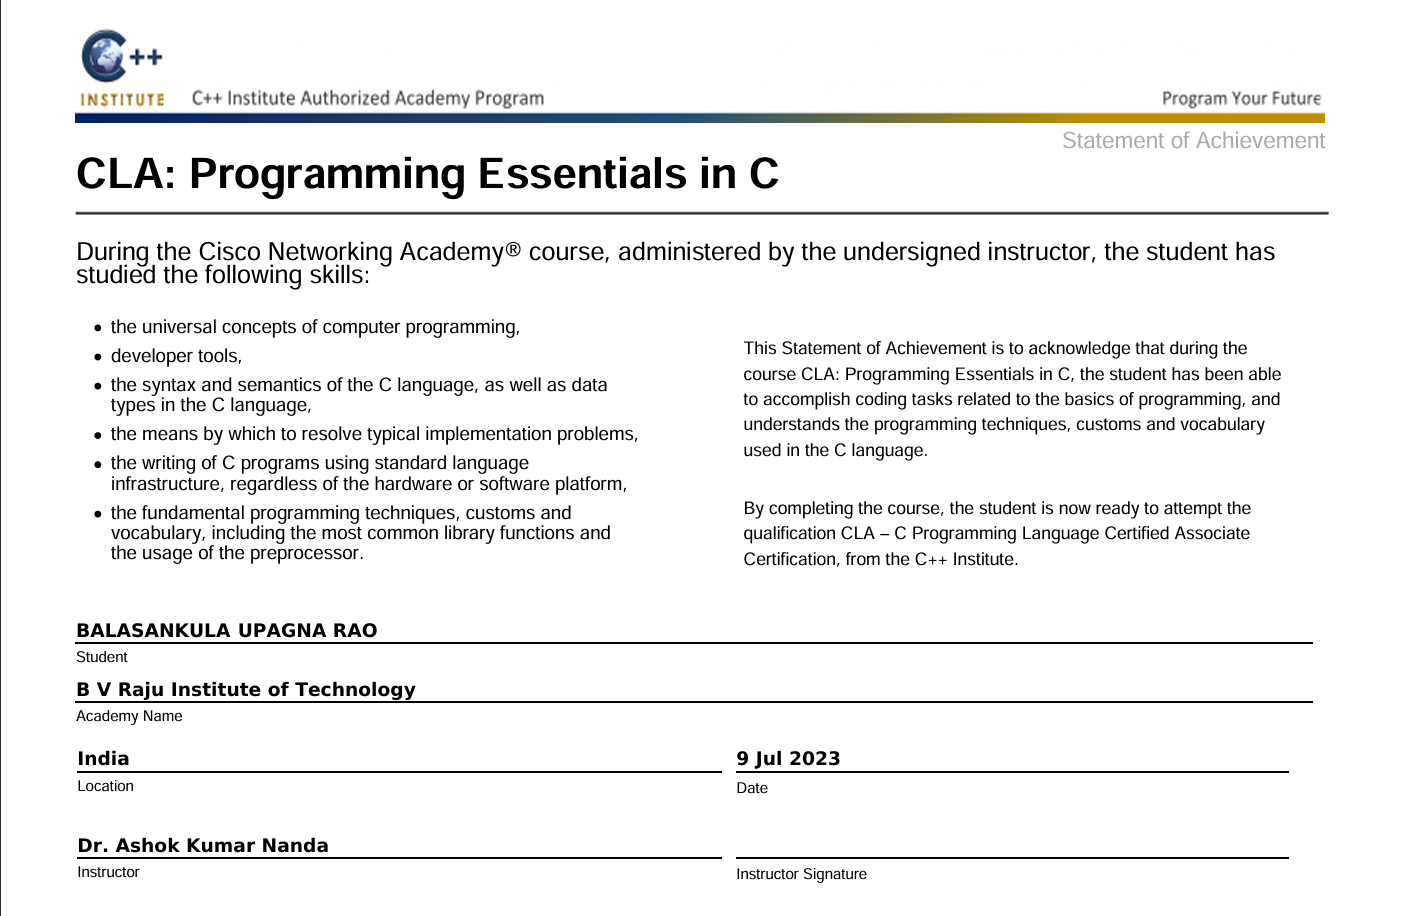 C++
INSTITUTE
C++ Institute Authorized Academy Program
Program Your Future
Statement of Achievement
CLA: Programming Essentials in C
During the Cisco Networking Academy® course, administered by the undersigned instructor, the student has
studied the following skills:
• the universal concepts of computer programming,
• developer tools,
• the syntax and semantics of the C language, as well as data
types in the C language,
• the means by which to resolve typical implementation problems,
• the writing of C programs using standard language
infrastructure, regardless of the hardware or software platform,
• the fundamental programming techniques, customs and
vocabulary, including the most common library functions and
the usage of the preprocessor.
This Statement of Achievement is to acknowledge that during the
course CLA: Programming Essentials in C, the student has been able
to accomplish coding tasks related to the basics of programming, and
understands the programming techniques, customs and vocabulary
used in the C language.
By completing the course, the student is now ready to attempt the
qualification CLA – C Programming Language Certified Associate
Certification, from the C++ Institute.
BALASANKULA UPAGNA RAO
Student
B V Raju Institute of Technology
Academy Name
India
Location
9 Jul 2023
Date
Dr. Ashok Kumar Nanda
Instructor
Instructor Signature